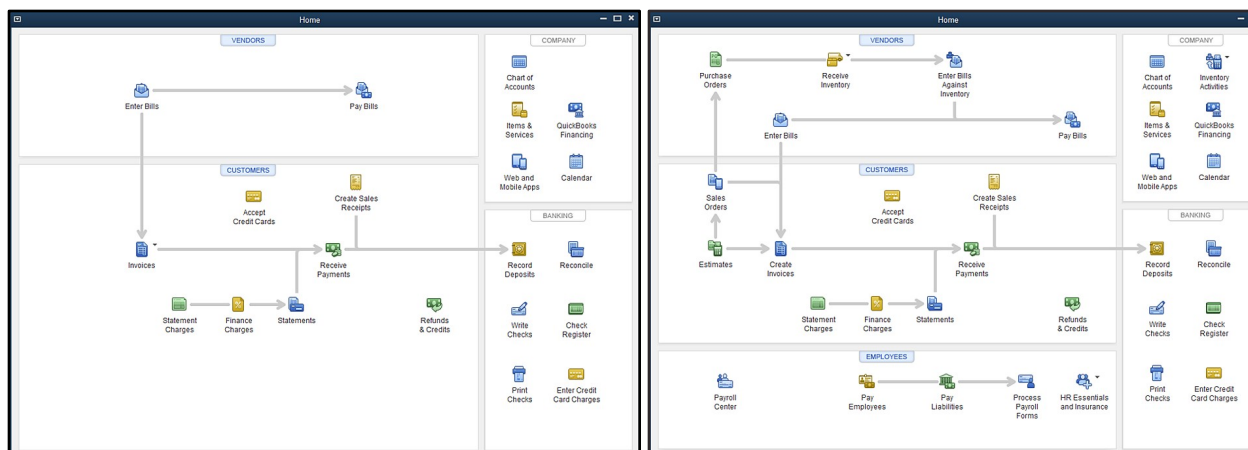 Home
VENDORS
Enter Bills
Pay Bills
CUSTOMERS
Accept
Credit Cards
Create Sales
Receipts
Invoices
Receive
Payments
Statement
Charges
Finance
Charges
Statements
Refunds
& Credits
COMPANY
Chart of
Accounts
Items &
Services
QuickBooks
Financing
Web and
Mobile Apps
Calendar
BANKING
Record
Deposits
Reconcile
Write
Checks
Check
Register
Print
Checks
Enter Credit
Card Charges
Home
VENDORS
Purchase
Orders
Receive
Inventory
Enter Bills
Against
Inventory
Enter Bills
Pay Bills
CUSTOMERS
Sales
Orders
Accept
Credit Cards
Create Sales
Receipts
Estimates
Create
Invoices
Receive
Payments
Statement
Charges
Finance
Charges
Statements
Refunds
& Credits
EMPLOYEES
Payroll
Center
Pay
Employees
Pay
Liabilities
Process
Payroll
Forms
HR Essentials
and Insurance
COMPANY
Chart of
Accounts
Inventory
Activities
Items &
Services
QuickBooks
Financing
Web and
Mobile Apps
Calendar
BANKING
Record
Deposits
Reconcile
Write
Checks
Check
Register
Print
Checks
Enter Credit
Card Charges